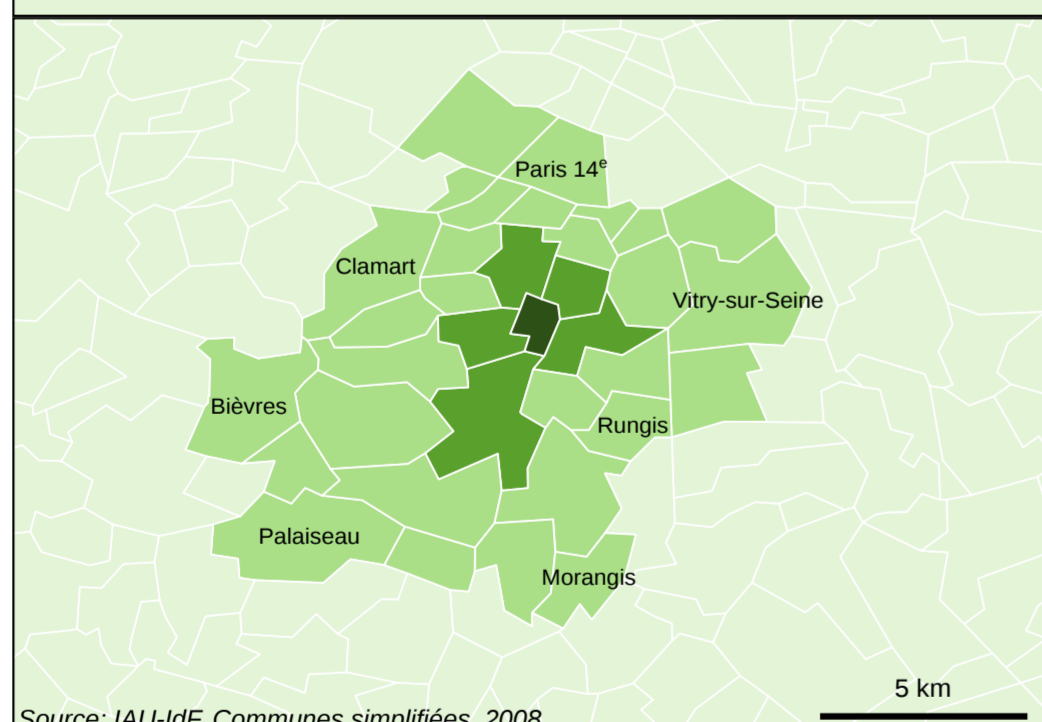 Paris 14e
Clamart
Vitry-sur-Seine
Bièvres
Rungis
Palaiseau
Morangis
5 km
Source: IAU-IdF, Communes simplifiées, 2008